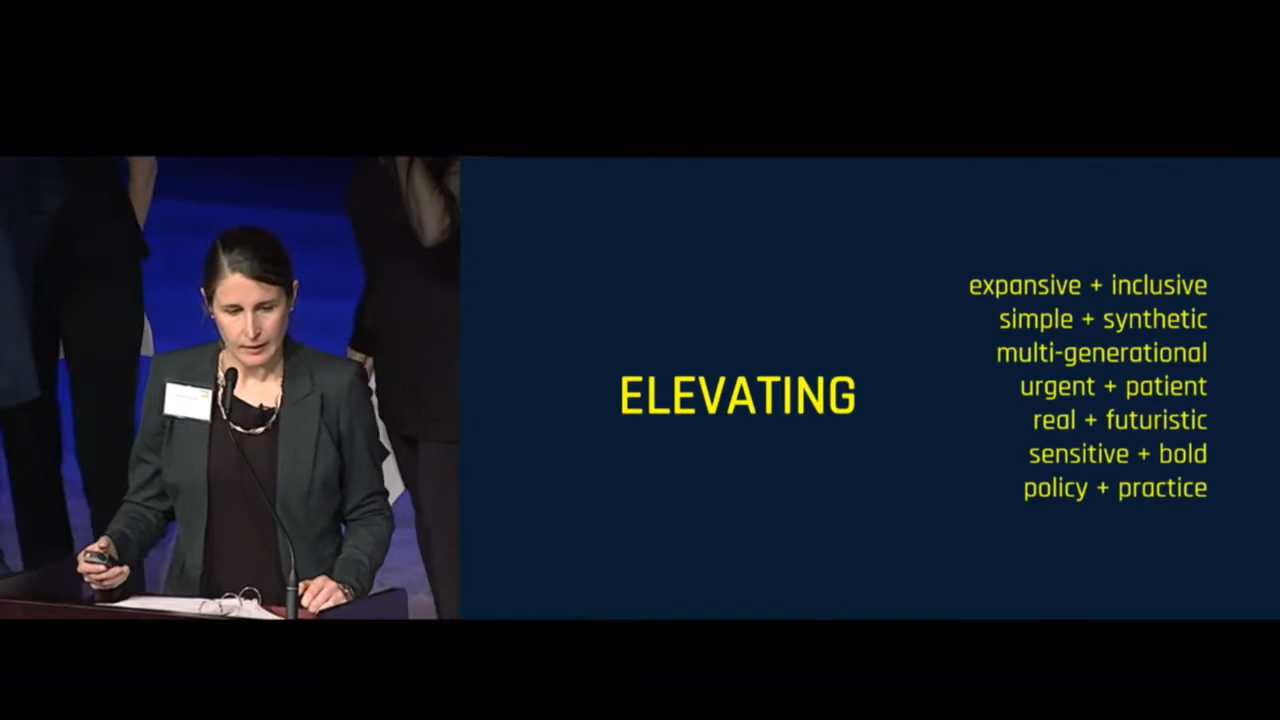 ELEVATING
expansive + inclusive
simple + synthetic
multi-generational
urgent + patient
real + futuristic
sensitive + bold
policy + practice